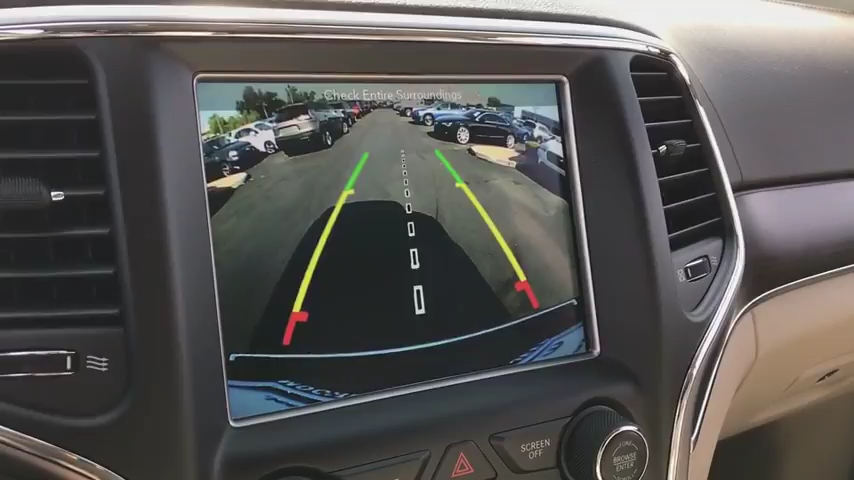 Check Entire Surroundings
SCREEN
OFF
BROWSE
ENTER